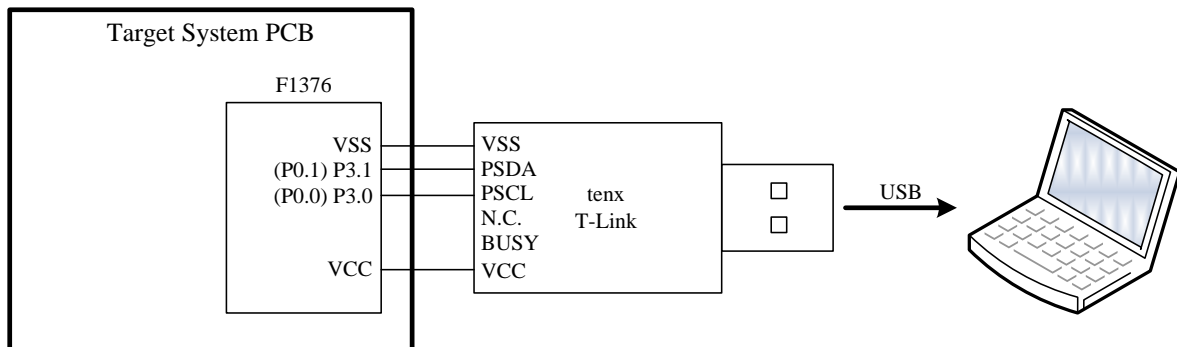 Target System PCB
F1376
VSS
(P0.1) P3.1
(P0.0) P3.0
VCC
VSS
PSDA
PSCL
N.C.
BUSY
VCC
tenx
T-Link
USB